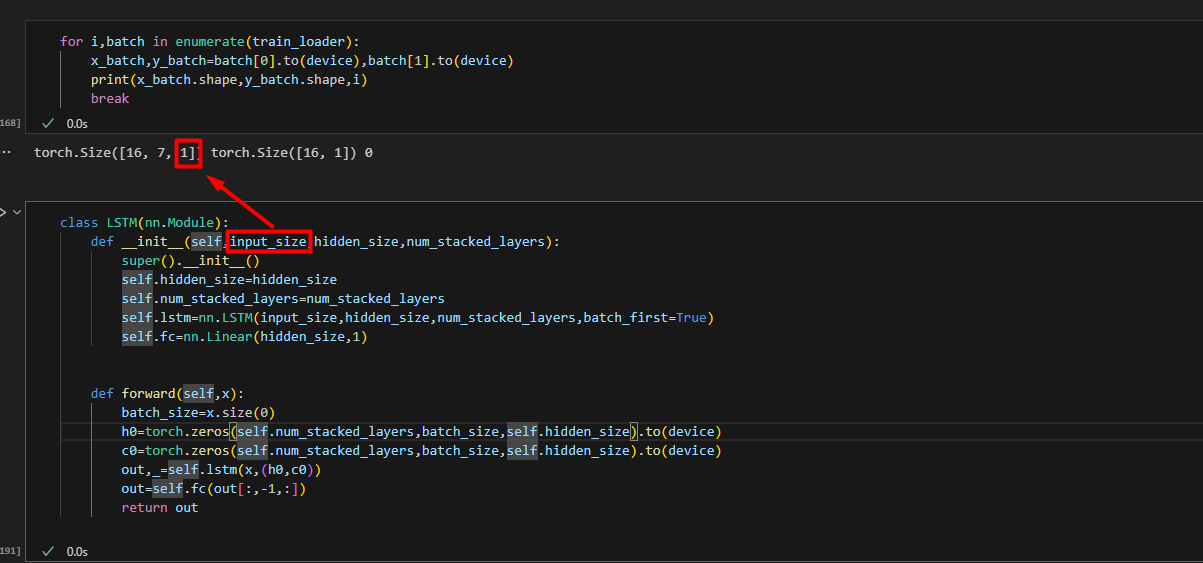 for i,batch in enumerate(train_loader):
x_batch,y_batch=batch[0].to(device),batch[1].to(device)
print(x_batch.shape,y_batch.shape,i)
break
168] 0.0s
... torch.Size([16, 7, 1]) torch.Size([16, 1]) 0
class LSTM(nn.Module):
def __init__(self,input_size,hidden_size,num_stacked_layers):
super().__init__()
self.hidden_size=hidden_size
self.num_stacked_layers=num_stacked_layers
self.lstm=nn.LSTM(input_size,hidden_size,num_stacked_layers,batch_first=True)
self.fc=nn.Linear(hidden_size,1)
def forward(self,x):
batch_size=x.size(0)
h0=torch.zeros(self.num_stacked_layers,batch_size,self.hidden_size).to(device)
c0=torch.zeros(self.num_stacked_layers,batch_size,self.hidden_size).to(device)
out,_=self.lstm(x,(h0,c0))
out=self.fc(out[:,-1,:])
return out
191] 0.0s